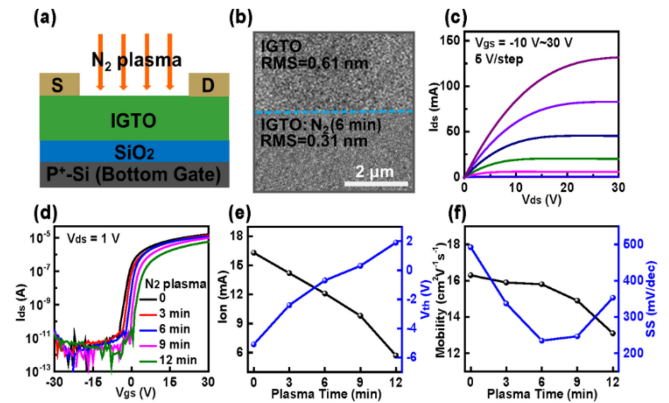 (a)
N₂ plasma
S
D
IGTO
SiO₂
P⁺-Si (Bottom Gate)
(b)
IGTO
RMS=0.61 nm
IGTO: N₂(6 min)
RMS=0.31 nm
2 μm
(c)
Vgs = -10 V~30 V
5 V/step
150
125
100
75
50
25
0
Ids (mA)
0 10 20 30
Vds (V)
(d)
Vds = 1 V
N2 plasma
0
3 min
6 min
9 min
12 min
10⁻⁵
10⁻⁷
10⁻⁹
10⁻¹¹
10⁻¹³
Ids (A)
-30 -15 0 15 30
Vgs (V)
(e)
18
15
12
9
6
Ion (mA)
2
0
-2
-4
-6
Vth (V)
0 3 6 9 12
Plasma Time (min)
(f)
18
16
14
12
Mobility (cm²V⁻¹s⁻¹)
600
500
400
300
200
SS (mV/dec)
0 3 6 9 12
Plasma Time (min)